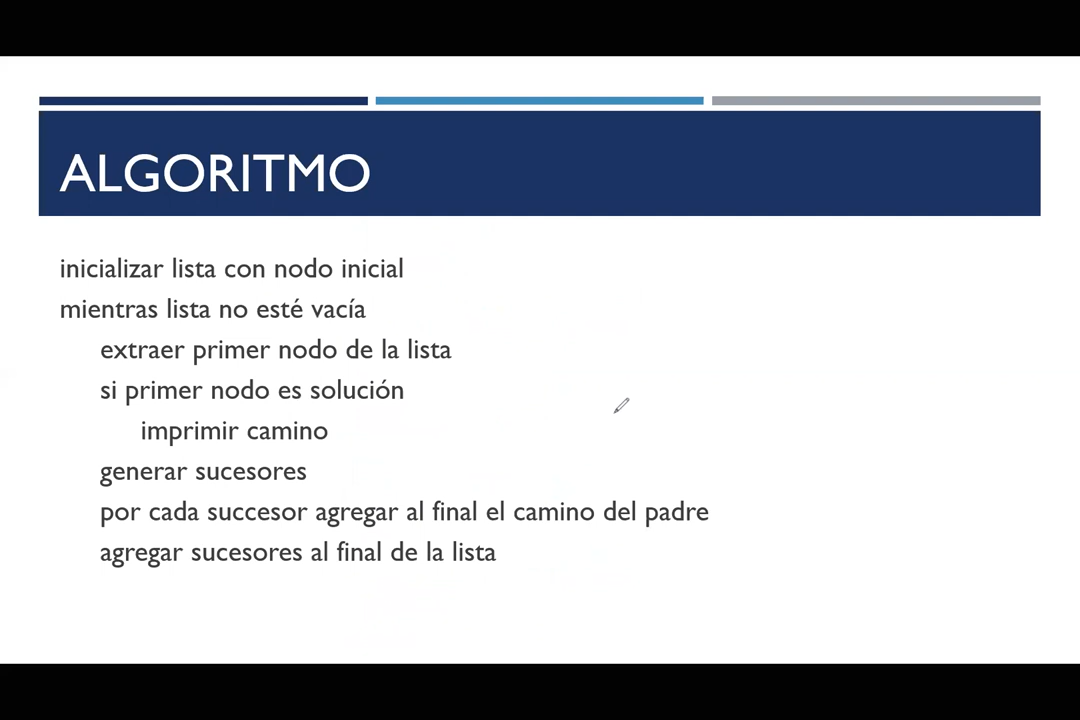 ALGORITMO
inicializar lista con nodo inicial
mientras lista no esté vacía
extraer primer nodo de la lista
si primer nodo es solución
imprimir camino
generar sucesores
por cada succesor agregar al final el camino del padre
agregar sucesores al final de la lista